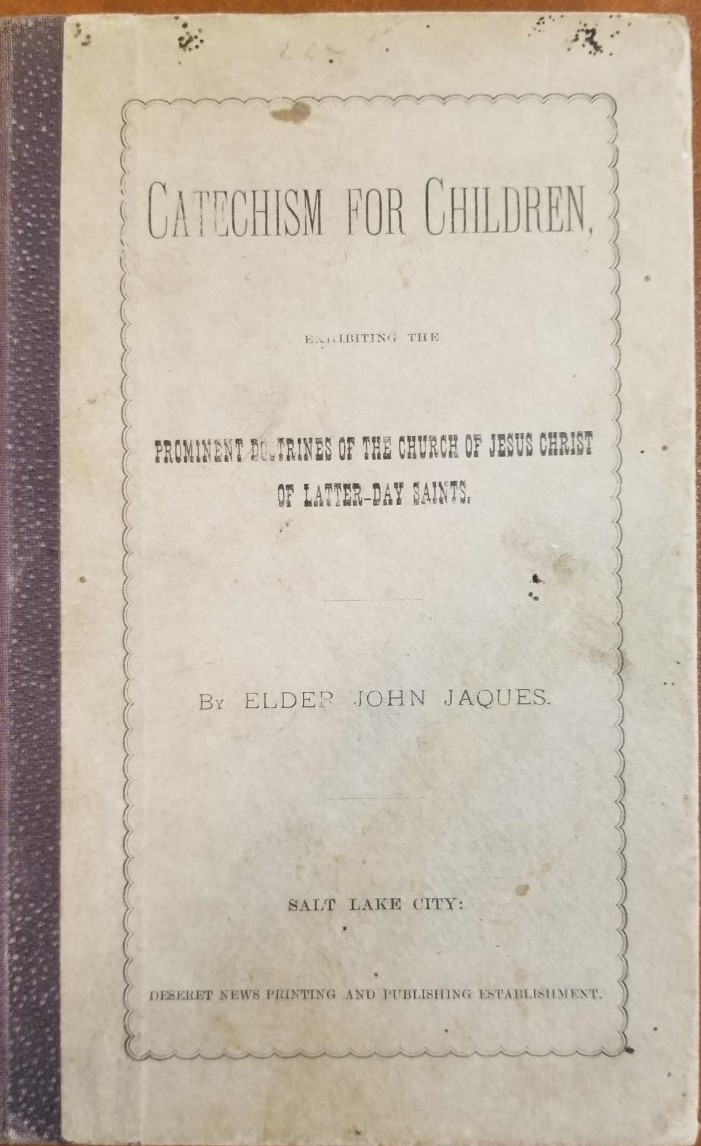 CATECHISM FOR CHILDREN,
EXHIBITING THE
PROMINENT DOCTRINES OF THE CHURCH OF JESUS CHRIST
OF LATTER-DAY SAINTS.
BY ELDER JOHN JAQUES.
SALT LAKE CITY:
DESERET NEWS PRINTING AND PUBLISHING ESTABLISHMENT.